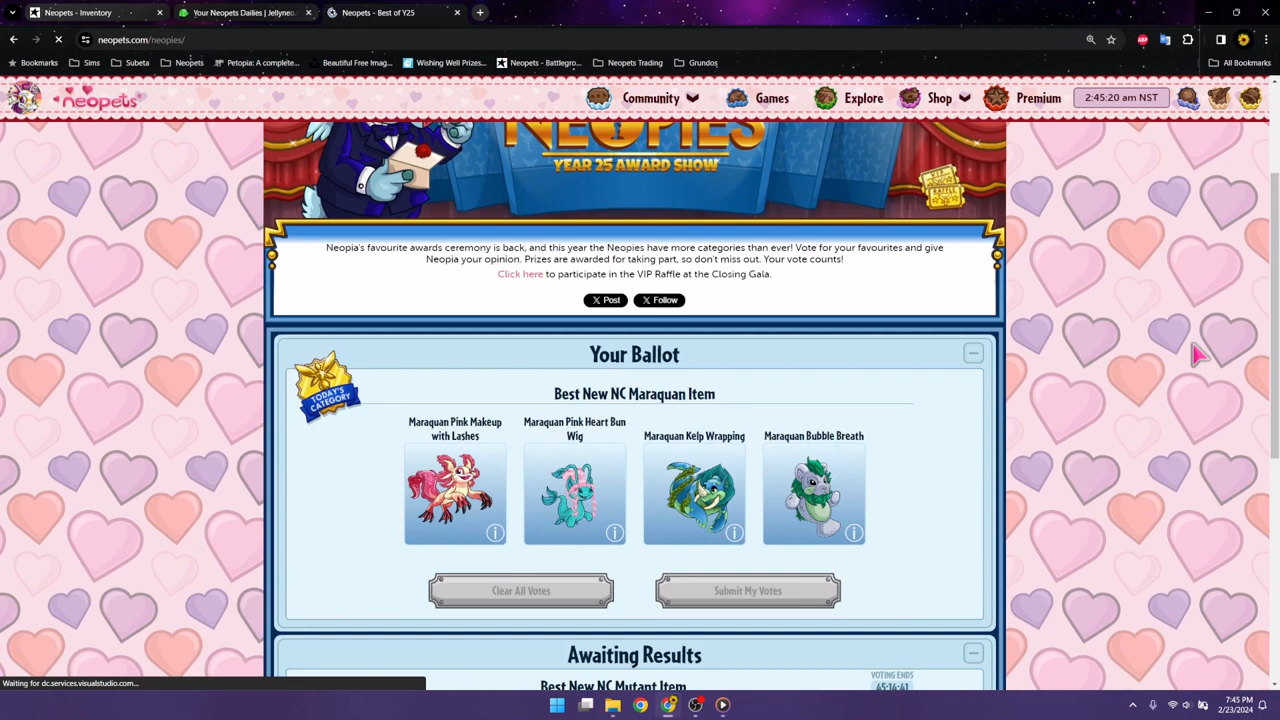 Neopets - Inventory
Your Neopets Dailies | Jellyneo
Neopets - Best of Y25
neopets.com/neopies/
Bookmarks
Sims
Subeta
Neopets
Petopia: A complete...
Beautiful Free Imag...
Wishing Well Prizes...
Neopets - Battlegro...
Neopets Trading
Grundos
All Bookmarks
neopets
Community
Games
Explore
Shop
Premium
2:45:20 am NST
NEOPIES
YEAR 25 AWARD SHOW
VIP
RAFFLE
Neopia's favourite awards ceremony is back, and this year the Neopies have more categories than ever! Vote for your favourites and give
Neopia your opinion. Prizes are awarded for taking part, so don't miss out. Your vote counts!
Click here to participate in the VIP Raffle at the Closing Gala.
X Post
X Follow
Your Ballot
TODAY'S
CATEGORY
Best New NC Maraquan Item
Maraquan Pink Makeup
with Lashes
Maraquan Pink Heart Bun
Wig
Maraquan Kelp Wrapping
Maraquan Bubble Breath
Clear All Votes
Submit My Votes
Awaiting Results
Best New NC Mutant Item
VOTING ENDS
45:14:41
Waiting for dc.services.visualstudio.com...
7:45 PM
2/23/2024